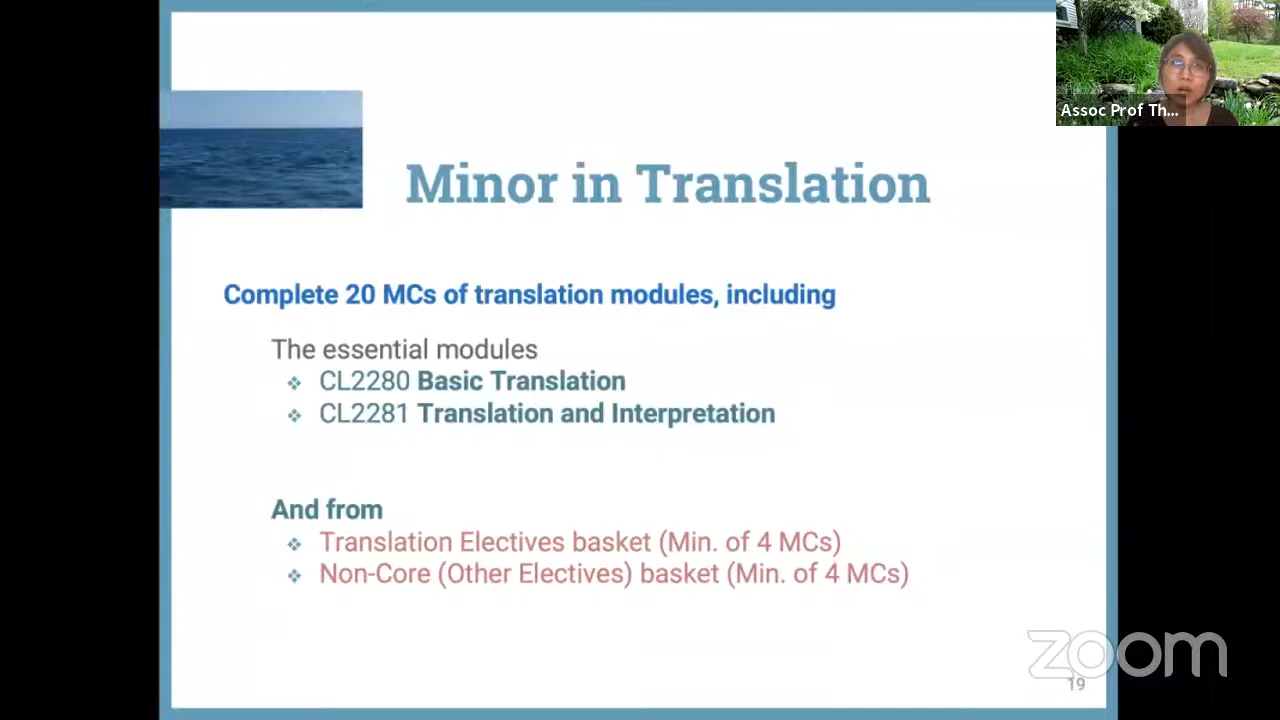 Assoc Prof Th...
Minor in Translation
Complete 20 MCs of translation modules, including
The essential modules
❖ CL2280 Basic Translation
❖ CL2281 Translation and Interpretation
And from
❖ Translation Electives basket (Min. of 4 MCs)
❖ Non-Core (Other Electives) basket (Min. of 4 MCs)
zoom
19